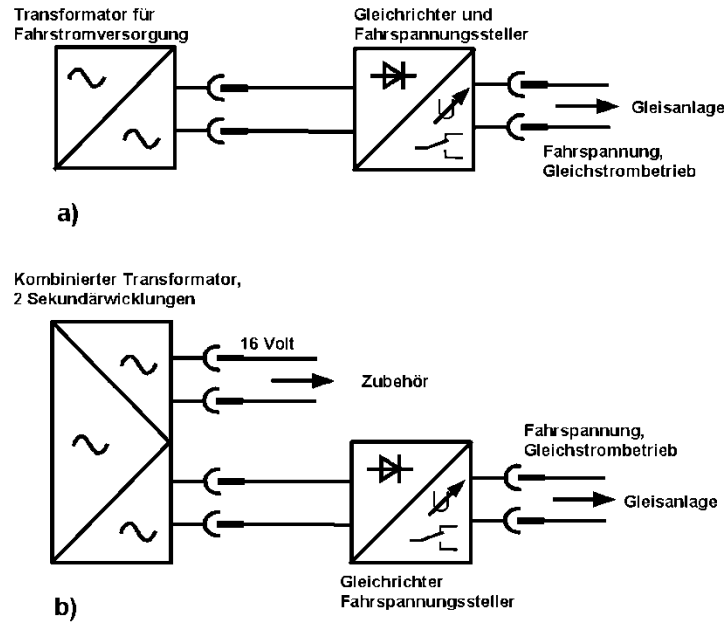 Transformator für
Fahrstromversorgung
Gleichrichter und
Fahrspannungssteller
U
Gleisanlage
Fahrspannung,
Gleichstrombetrieb
a)
Kombinierter Transformator,
2 Sekundärwicklungen
16 Volt
Zubehör
Fahrspannung,
Gleichstrombetrieb
U
Gleisanlage
Gleichrichter
Fahrspannungssteller
b)